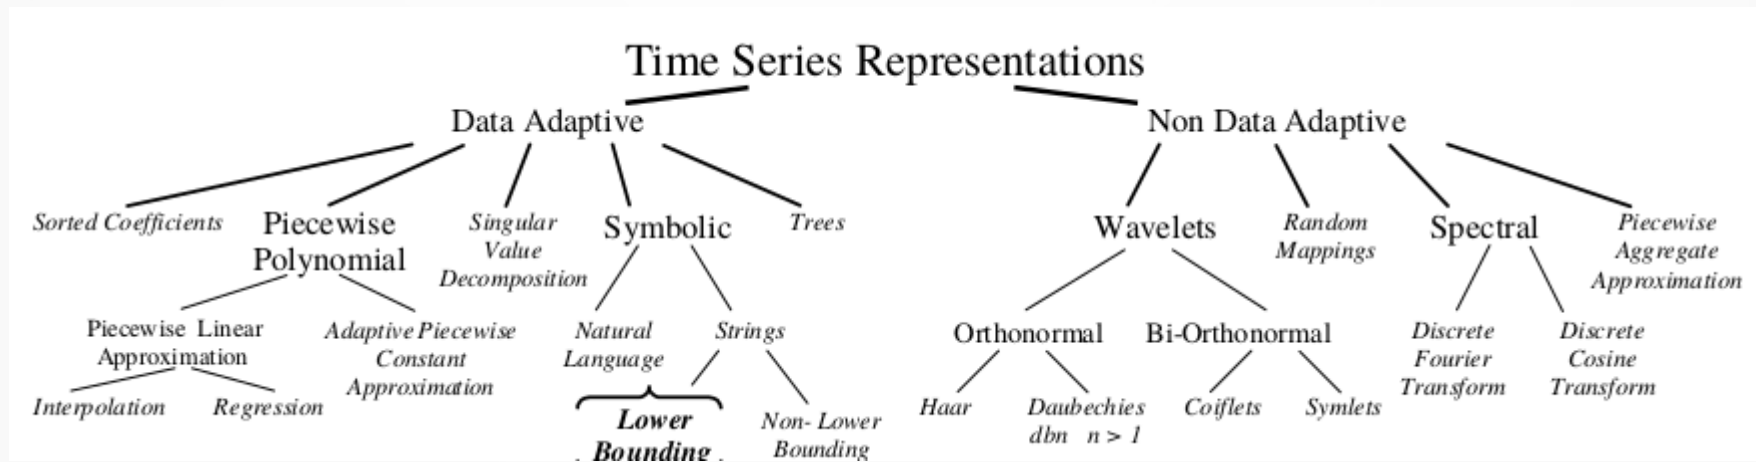 Time Series Representations
Data Adaptive
Non Data Adaptive
Sorted Coefficients
Piecewise
Polynomial
Singular
Value
Decomposition
Symbolic
Trees
Wavelets
Random
Mappings
Spectral
Piecewise
Aggregate
Approximation
Piecewise Linear
Approximation
Adaptive Piecewise
Constant
Approximation
Natural
Language
Strings
Orthonormal
Bi-Orthonormal
Discrete
Fourier
Transform
Discrete
Cosine
Transform
Interpolation
Regression
Lower
Bounding
Non- Lower
Bounding
Haar
Daubechies
dbn n > 1
Coiflets
Symlets